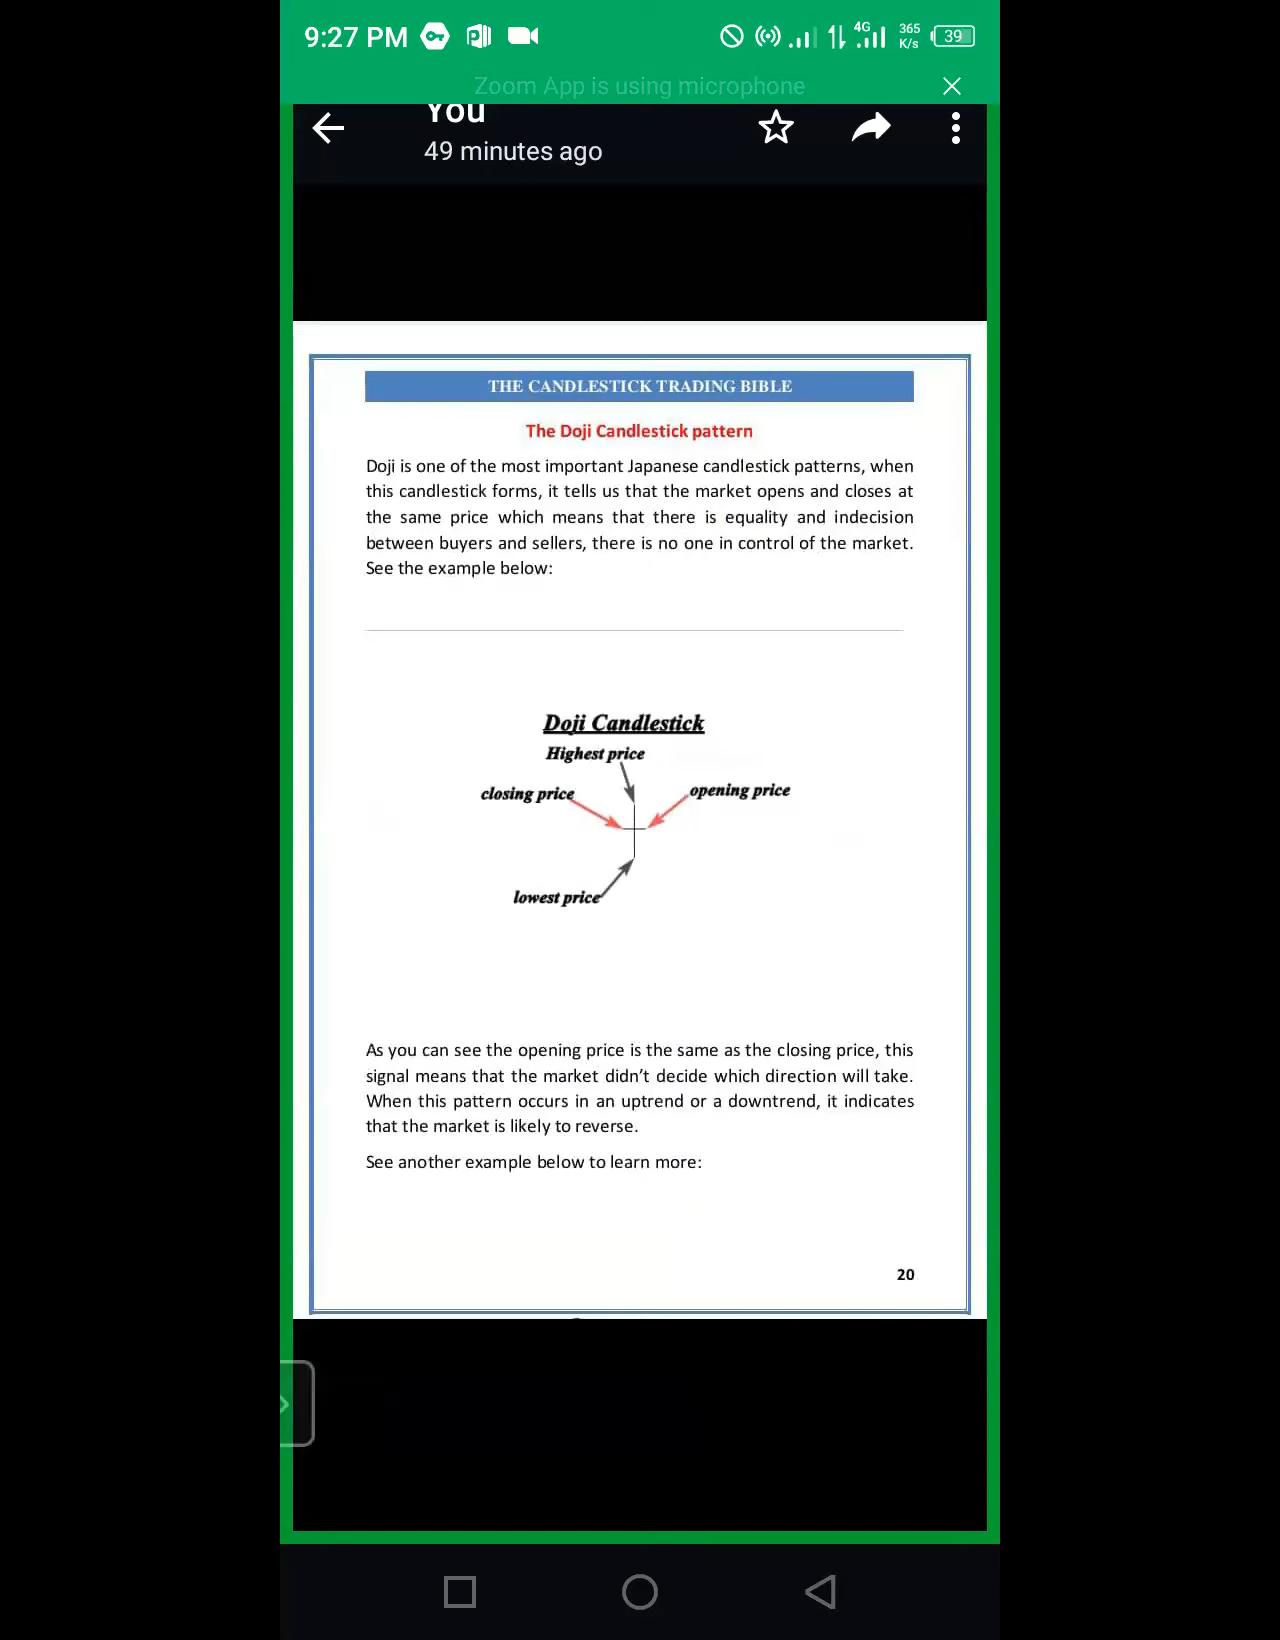 9:27 PM
4G
365
K/s
39
Zoom App is using microphone
You
49 minutes ago
THE CANDLESTICK TRADING BIBLE
The Doji Candlestick pattern
Doji is one of the most important Japanese candlestick patterns, when
this candlestick forms, it tells us that the market opens and closes at
the same price which means that there is equality and indecision
between buyers and sellers, there is no one in control of the market.
See the example below:
Doji Candlestick
Highest price
closing price
opening price
lowest price
As you can see the opening price is the same as the closing price, this
signal means that the market didn’t decide which direction will take.
When this pattern occurs in an uptrend or a downtrend, it indicates
that the market is likely to reverse.
See another example below to learn more:
20